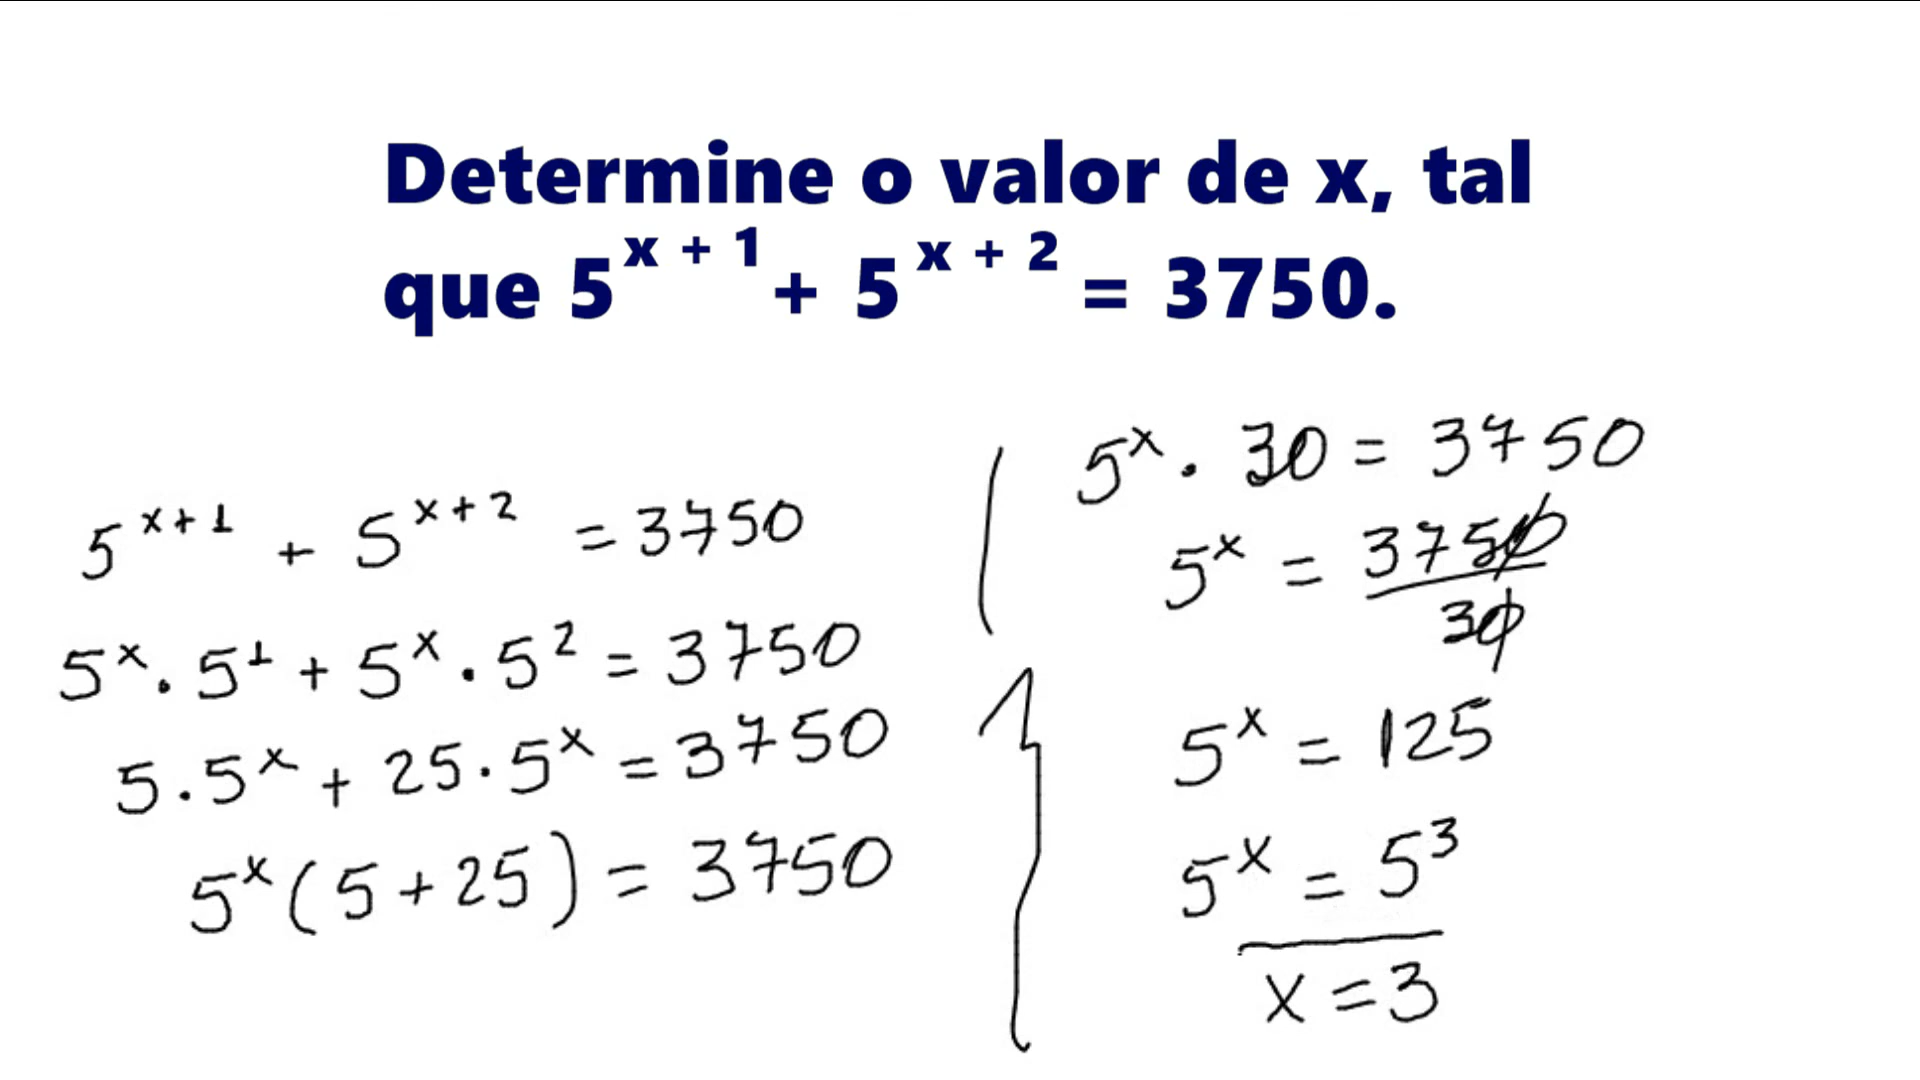 Determine o valor de x, tal
que 5^(x + 1) + 5^(x + 2) = 3750.
5^(x+1) + 5^(x+2) = 3750
5^x . 5^1 + 5^x . 5^2 = 3750
5 . 5^x + 25 . 5^x = 3750
5^x (5 + 25) = 3750
5^x . 30 = 3750
5^x = 3750/30
5^x = 125
5^x = 5^3
x = 3